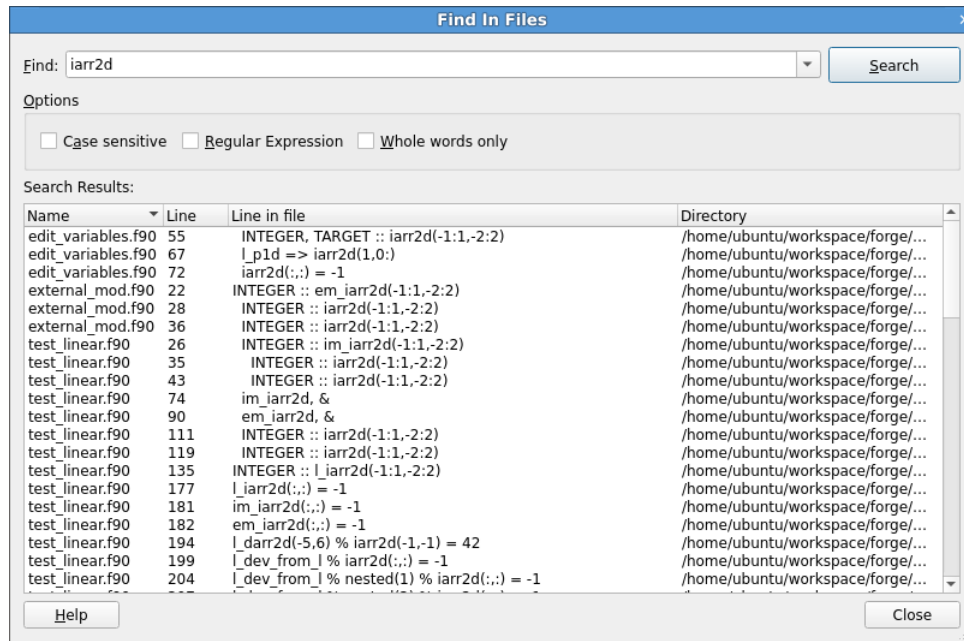 Find In Files
Find: iarr2d Search
Options
Case sensitive Regular Expression Whole words only
Search Results:
Name Line Line in file Directory
edit_variables.f90 55 INTEGER, TARGET :: iarr2d(-1:1,-2:2) /home/ubuntu/workspace/forge/...
edit_variables.f90 67 l_p1d => iarr2d(1,0:) /home/ubuntu/workspace/forge/...
edit_variables.f90 72 iarr2d(:,:) = -1 /home/ubuntu/workspace/forge/...
external_mod.f90 22 INTEGER :: em_iarr2d(-1:1,-2:2) /home/ubuntu/workspace/forge/...
external_mod.f90 28 INTEGER :: iarr2d(-1:1,-2:2) /home/ubuntu/workspace/forge/...
external_mod.f90 36 INTEGER :: iarr2d(-1:1,-2:2) /home/ubuntu/workspace/forge/...
test_linear.f90 26 INTEGER :: im_iarr2d(-1:1,-2:2) /home/ubuntu/workspace/forge/...
test_linear.f90 35 INTEGER :: iarr2d(-1:1,-2:2) /home/ubuntu/workspace/forge/...
test_linear.f90 43 INTEGER :: iarr2d(-1:1,-2:2) /home/ubuntu/workspace/forge/...
test_linear.f90 74 im_iarr2d, & /home/ubuntu/workspace/forge/...
test_linear.f90 90 em_iarr2d, & /home/ubuntu/workspace/forge/...
test_linear.f90 111 INTEGER :: iarr2d(-1:1,-2:2) /home/ubuntu/workspace/forge/...
test_linear.f90 119 INTEGER :: iarr2d(-1:1,-2:2) /home/ubuntu/workspace/forge/...
test_linear.f90 135 INTEGER :: l_iarr2d(-1:1,-2:2) /home/ubuntu/workspace/forge/...
test_linear.f90 177 l_iarr2d(:,:) = -1 /home/ubuntu/workspace/forge/...
test_linear.f90 181 im_iarr2d(:,:) = -1 /home/ubuntu/workspace/forge/...
test_linear.f90 182 em_iarr2d(:,:) = -1 /home/ubuntu/workspace/forge/...
test_linear.f90 194 l_darr2d(-5,6) % iarr2d(-1,-1) = 42 /home/ubuntu/workspace/forge/...
test_linear.f90 199 l_dev_from_l % iarr2d(:,:) = -1 /home/ubuntu/workspace/forge/...
test_linear.f90 204 l_dev_from_l % nested(1) % iarr2d(:,:) = -1 /home/ubuntu/workspace/forge/...
Help Close